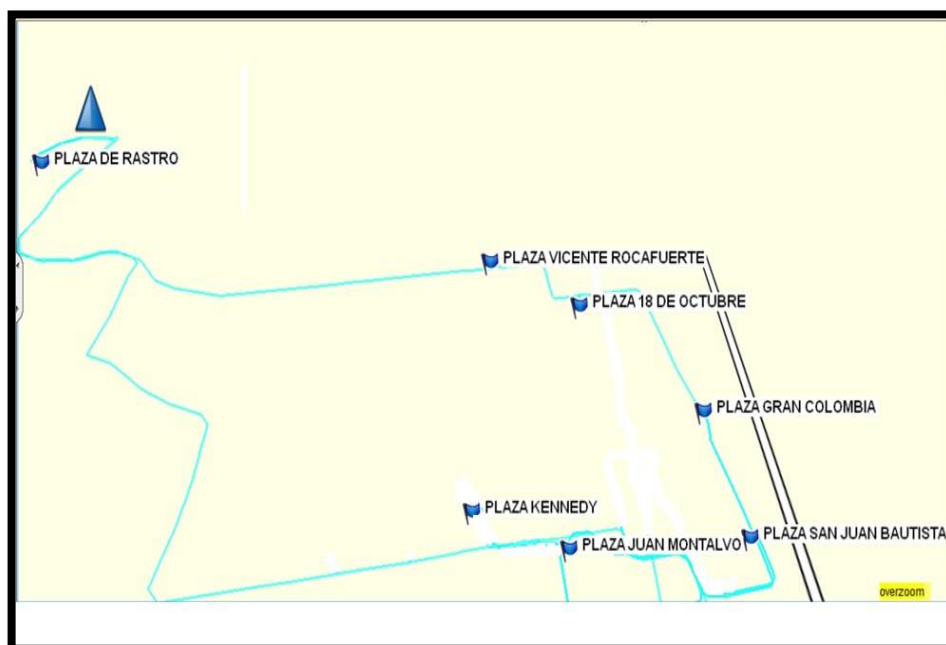 PLAZA DE RASTRO
PLAZA VICENTE ROCAFUERTE
PLAZA 18 DE OCTUBRE
PLAZA GRAN COLOMBIA
PLAZA KENNEDY
PLAZA SAN JUAN BAUTISTA
PLAZA JUAN MONTALVO
overzoom